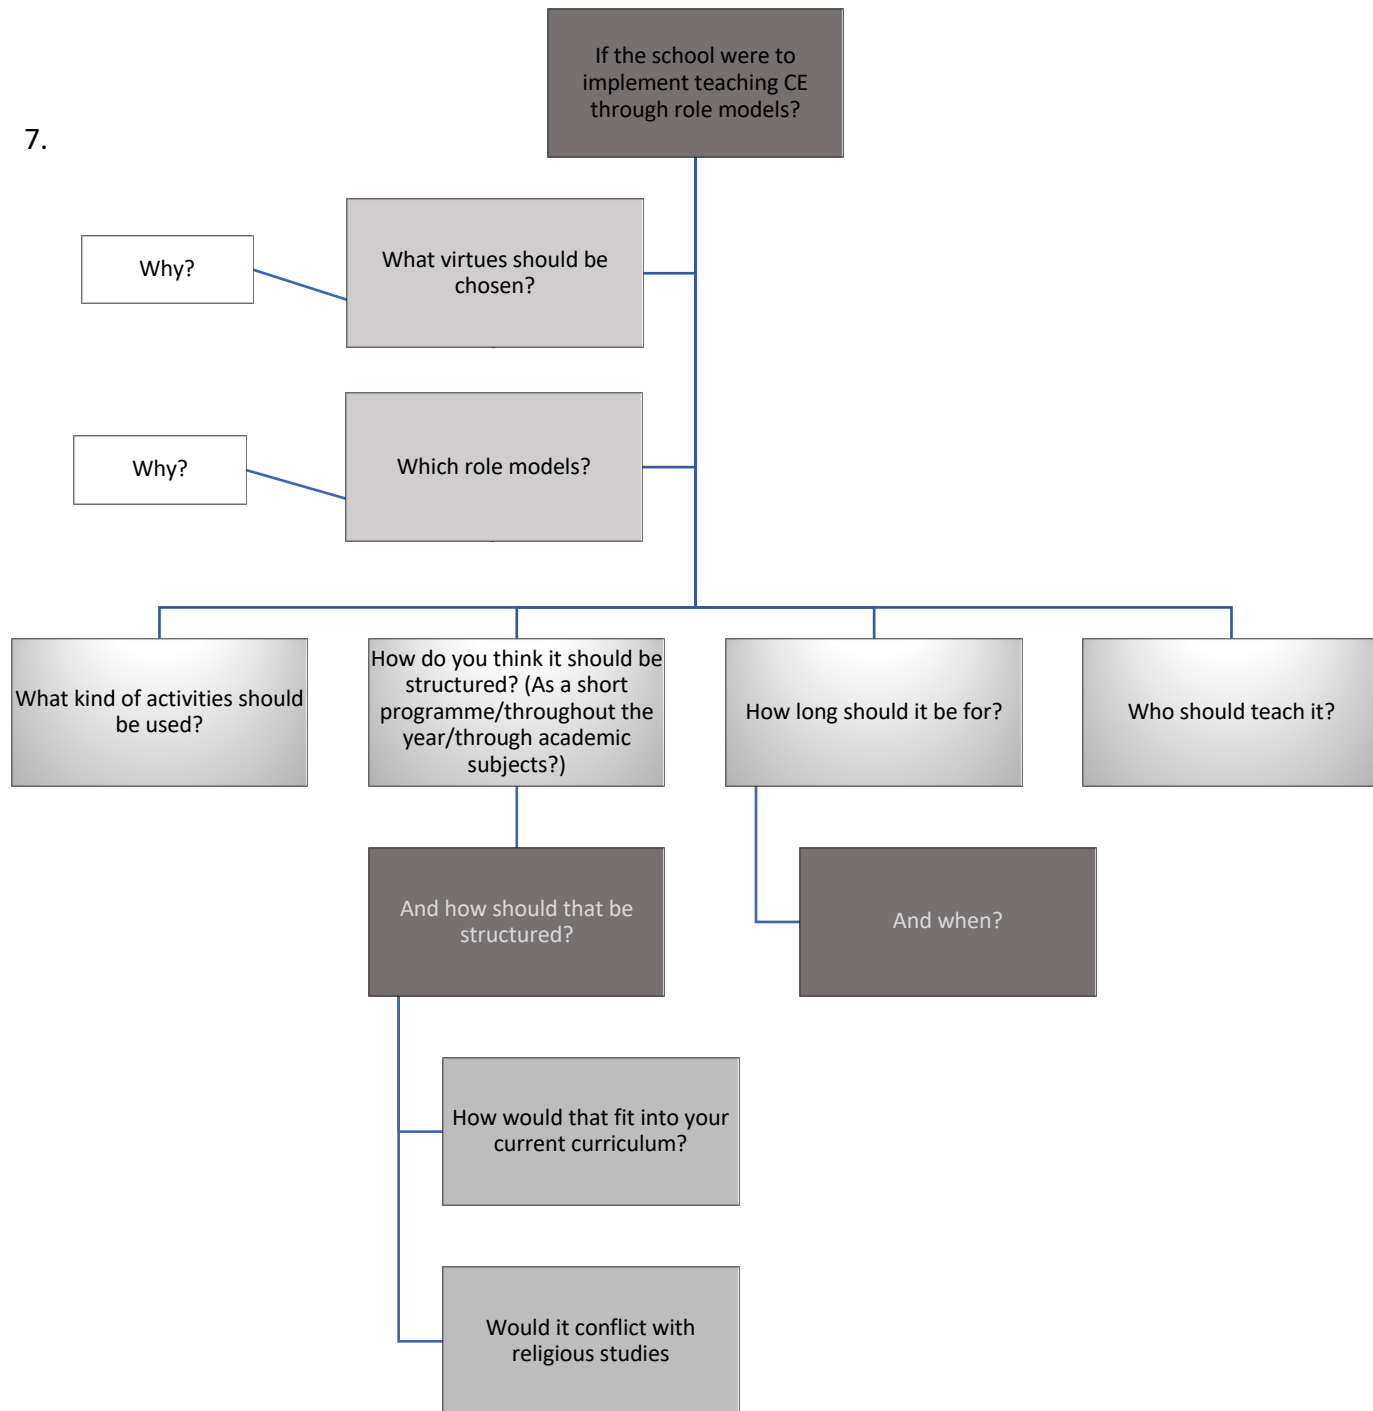 If the school were to
implement teaching CE
through role models?
7.
Why?
What virtues should be
chosen?
Why?
Which role models?
What kind of activities should
be used?
How do you think it should be
structured? (As a short
programme/throughout the
year/through academic
subjects?)
How long should it be for?
Who should teach it?
And how should that be
structured?
And when?
How would that fit into your
current curriculum?
Would it conflict with
religious studies